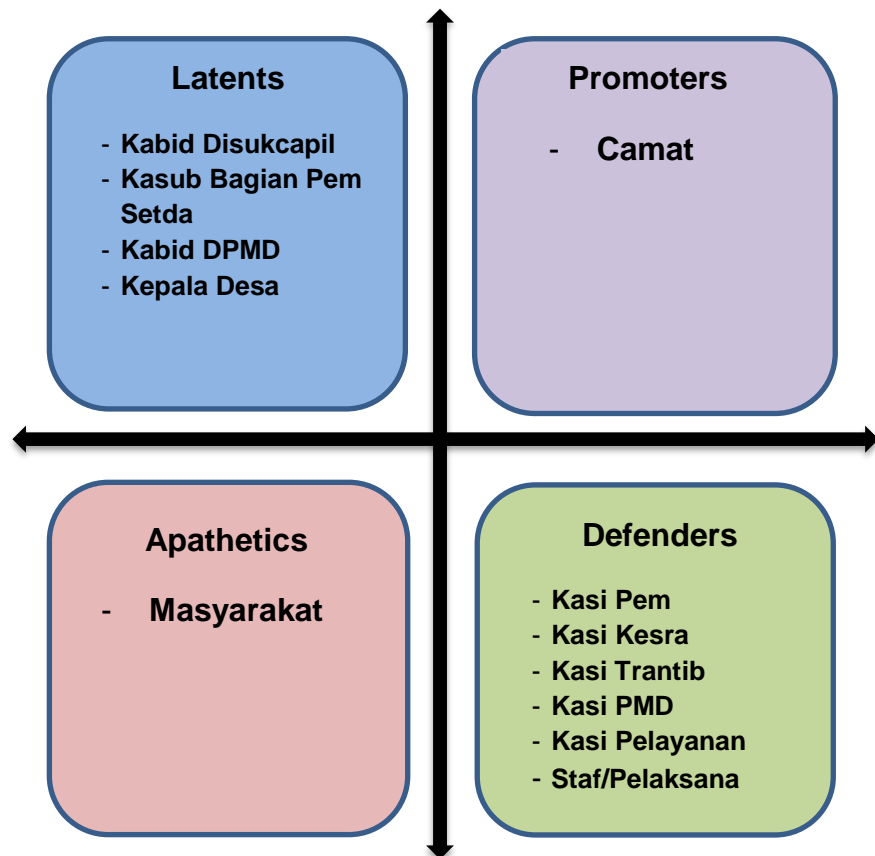 Latents
- Kabid Disukcapil
- Kasub Bagian Pem
Setda
- Kabid DPMD
- Kepala Desa
Promoters
- Camat
Apathetics
- Masyarakat
Defenders
- Kasi Pem
- Kasi Kesra
- Kasi Trantib
- Kasi PMD
- Kasi Pelayanan
- Staf/Pelaksana